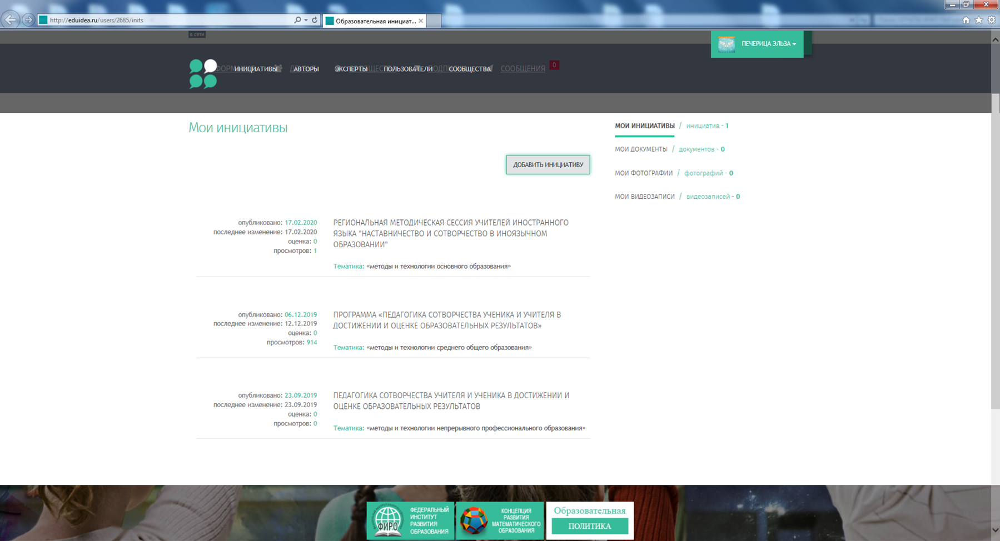 http://eduidea.ru/users/2685/inits
Образовательная инициат...
в сети
ПЕЧЕРИЦА ЭЛЬЗА
ИНИЦИАТИВЫ АВТОРЫ ЭКСПЕРТЫ ПОЛЬЗОВАТЕЛИ СООБЩЕСТВА СООБЩЕНИЯ 0
Мои инициативы
ДОБАВИТЬ ИНИЦИАТИВУ
МОИ ИНИЦИАТИВЫ / инициатив - 1
МОИ ДОКУМЕНТЫ / документов - 0
МОИ ФОТОГРАФИИ / фотографий - 0
МОИ ВИДЕОЗАПИСИ / видеозаписей - 0
опубликовано: 17.02.2020
последнее изменение: 17.02.2020
оценка: 0
просмотров: 1
РЕГИОНАЛЬНАЯ МЕТОДИЧЕСКАЯ СЕССИЯ УЧИТЕЛЕЙ ИНОСТРАННОГО
ЯЗЫКА "НАСТАВНИЧЕСТВО И СОТВОРЧЕСТВО В ИНОЯЗЫЧНОМ
ОБРАЗОВАНИИ"
Тематика: «методы и технологии основного образования»
опубликовано: 06.12.2019
последнее изменение: 12.12.2019
оценка: 0
просмотров: 914
ПРОГРАММА «ПЕДАГОГИКА СОТВОРЧЕСТВА УЧЕНИКА И УЧИТЕЛЯ В
ДОСТИЖЕНИИ И ОЦЕНКЕ ОБРАЗОВАТЕЛЬНЫХ РЕЗУЛЬТАТОВ»
Тематика: «методы и технологии среднего общего образования»
опубликовано: 23.09.2019
последнее изменение: 23.09.2019
оценка: 0
просмотров: 0
ПЕДАГОГИКА СОТВОРЧЕСТВА УЧИТЕЛЯ И УЧЕНИКА В ДОСТИЖЕНИИ И
ОЦЕНКЕ ОБРАЗОВАТЕЛЬНЫХ РЕЗУЛЬТАТОВ
Тематика: «методы и технологии непрерывного профессионального образования»
ФИРО
ФЕДЕРАЛЬНЫЙ
ИНСТИТУТ
РАЗВИТИЯ
ОБРАЗОВАНИЯ
КОНЦЕПЦИЯ
РАЗВИТИЯ
МАТЕМАТИЧЕСКОГО
ОБРАЗОВАНИЯ
Образовательная
ПОЛИТИКА